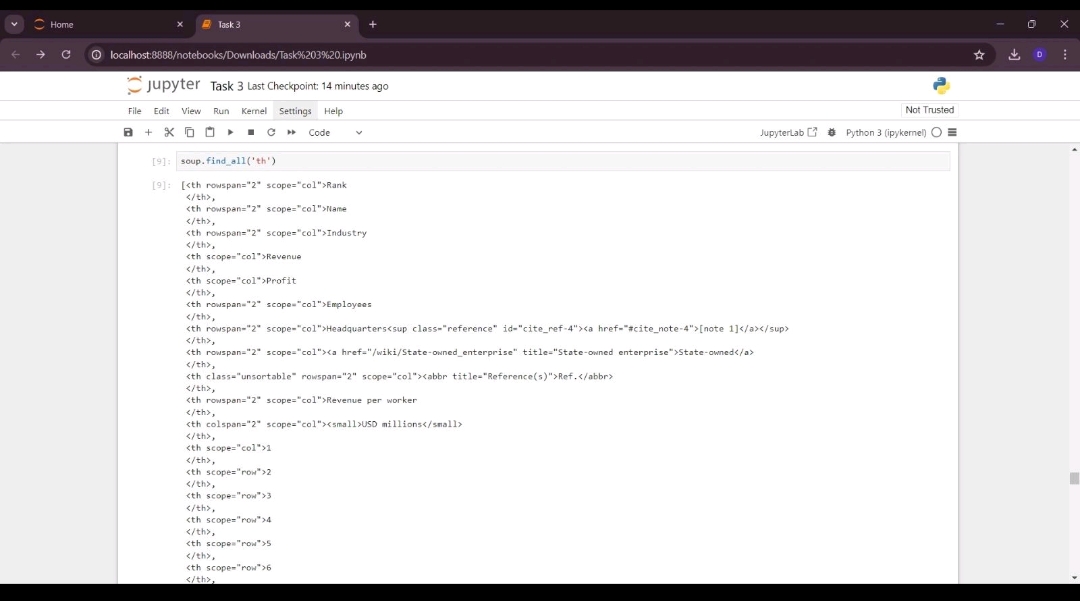 Home
Task 3
localhost:8888/notebooks/Downloads/Task%203%20.ipynb
D
jupyter Task 3 Last Checkpoint: 14 minutes ago
File Edit View Run Kernel Settings Help
Not Trusted
Code
JupyterLab
Python 3 (ipykernel)
[9]: soup.find_all('th')
[9]: [<th rowspan="2" scope="col">Rank
</th>,
<th rowspan="2" scope="col">Name
</th>,
<th rowspan="2" scope="col">Industry
</th>,
<th scope="col">Revenue
</th>,
<th scope="col">Profit
</th>,
<th rowspan="2" scope="col">Employees
</th>,
<th rowspan="2" scope="col">Headquarters<sup class="reference" id="cite_ref-4"><a href="#cite_note-4">[note 1]</a></sup>
</th>,
<th rowspan="2" scope="col"><a href="/wiki/State-owned_enterprise" title="State-owned enterprise">State-owned</a>
</th>,
<th class="unsortable" rowspan="2" scope="col"><abbr title="Reference(s)">Ref.</abbr>
</th>,
<th rowspan="2" scope="col">Revenue per worker
</th>,
<th colspan="2" scope="col"><small>USD millions</small>
</th>,
<th scope="col">1
</th>,
<th scope="row">2
</th>,
<th scope="row">3
</th>,
<th scope="row">4
</th>,
<th scope="row">5
</th>,
<th scope="row">6
</th>,